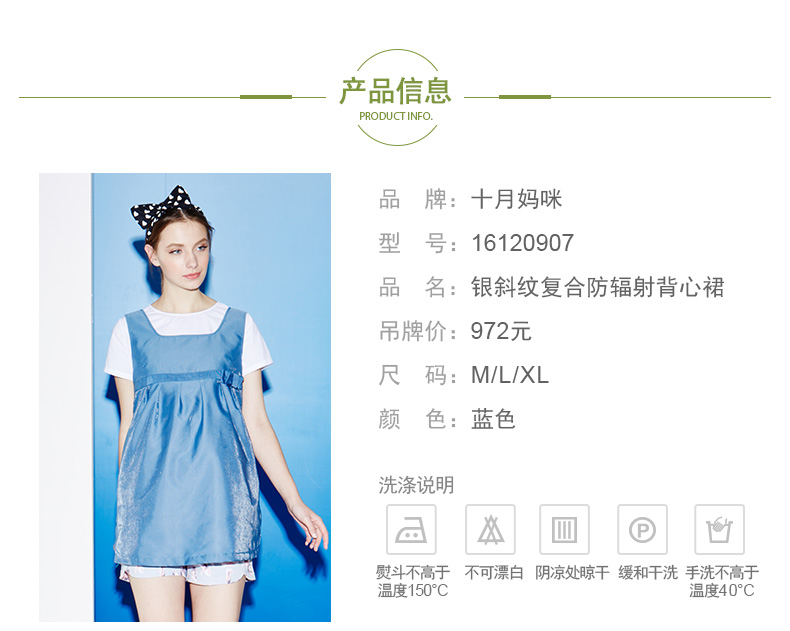 产品信息
PRODUCT INFO.
品 牌：十月妈咪
型 号：16120907
品 名：银斜纹复合防辐射背心裙
吊牌价：972元
尺 码：M/L/XL
颜 色：蓝色
洗涤说明
P
熨斗不高于 不可漂白 阴凉处晾干 缓和干洗 手洗不高于
温度150°C 温度40°C